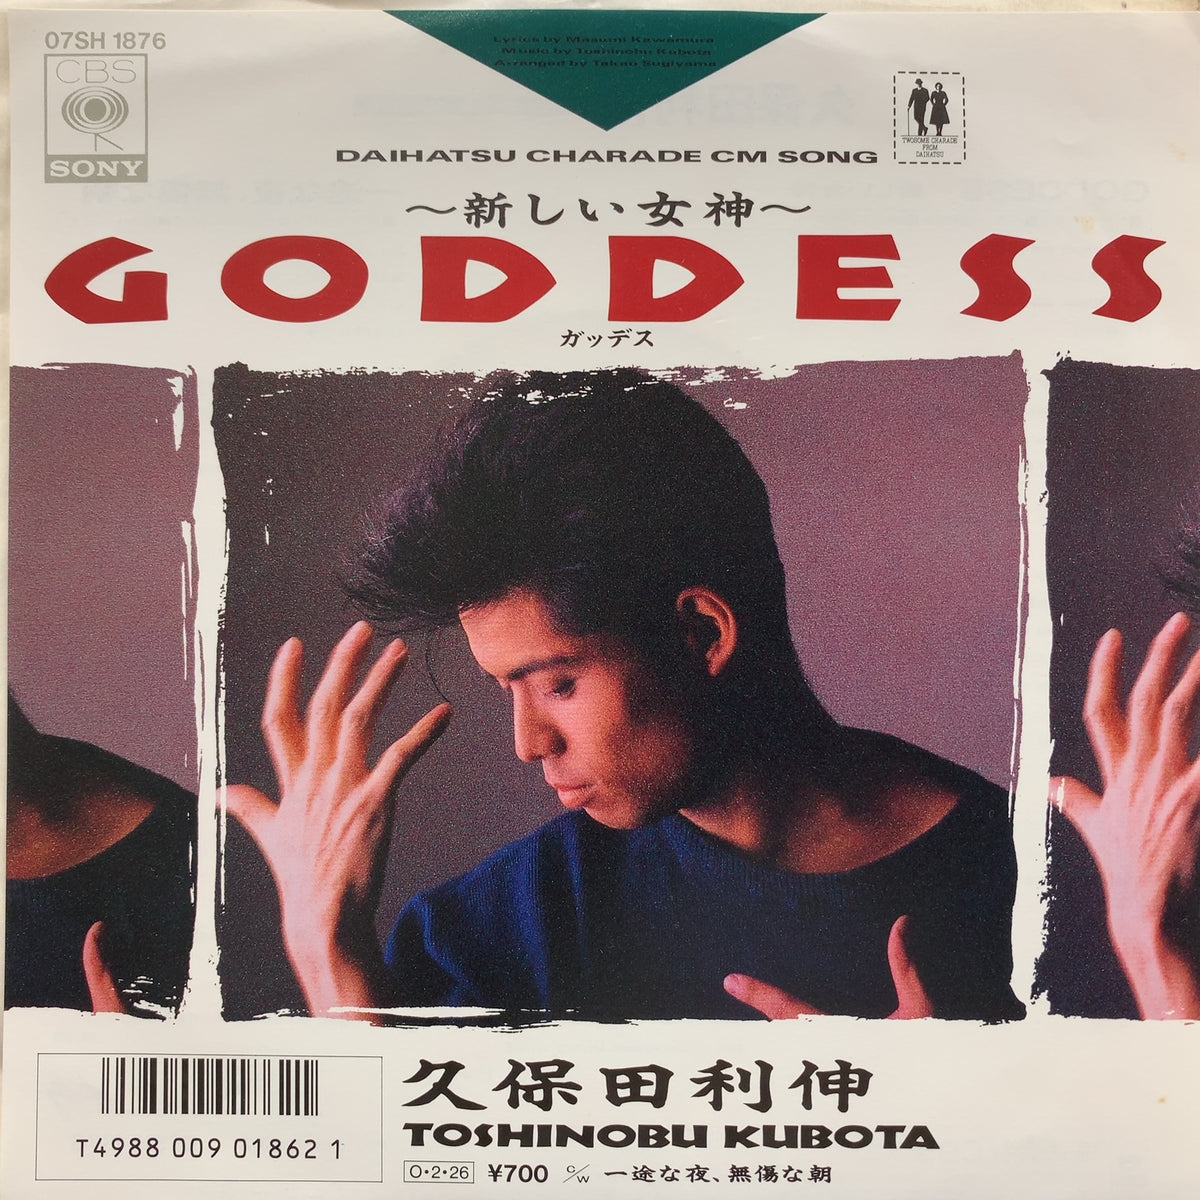 07SH 1876
CBS
SONY
Lyrics by Masumi Kawamura
Music by Toshinobu Kubota
Arranged by Takao Sugiyama
TWOSOME CHARADE
FROM
DAIHATSU
DAIHATSU CHARADE CM SONG
〜新しい女神〜
GODDESS
ガッデス
T4988 009 01862 1
久保田利伸
TOSHINOBU KUBOTA
O・2・26 ¥700 c/w 一途な夜、無傷な朝